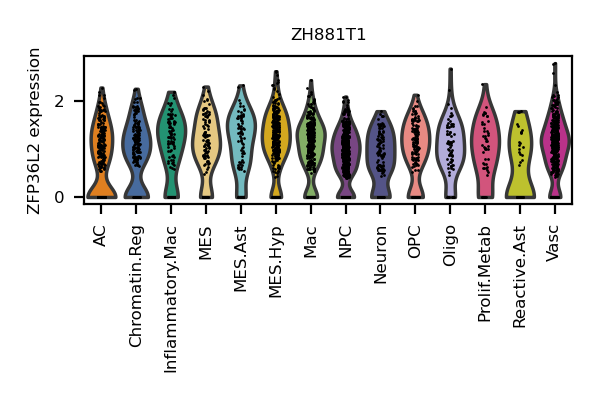 ZH881T1
ZFP36L2 expression
2
0
AC
Chromatin.Reg
Inflammatory.Mac
MES
MES.Ast
MES.Hyp
Mac
NPC
Neuron
OPC
Oligo
Prolif.Metab
Reactive.Ast
Vasc